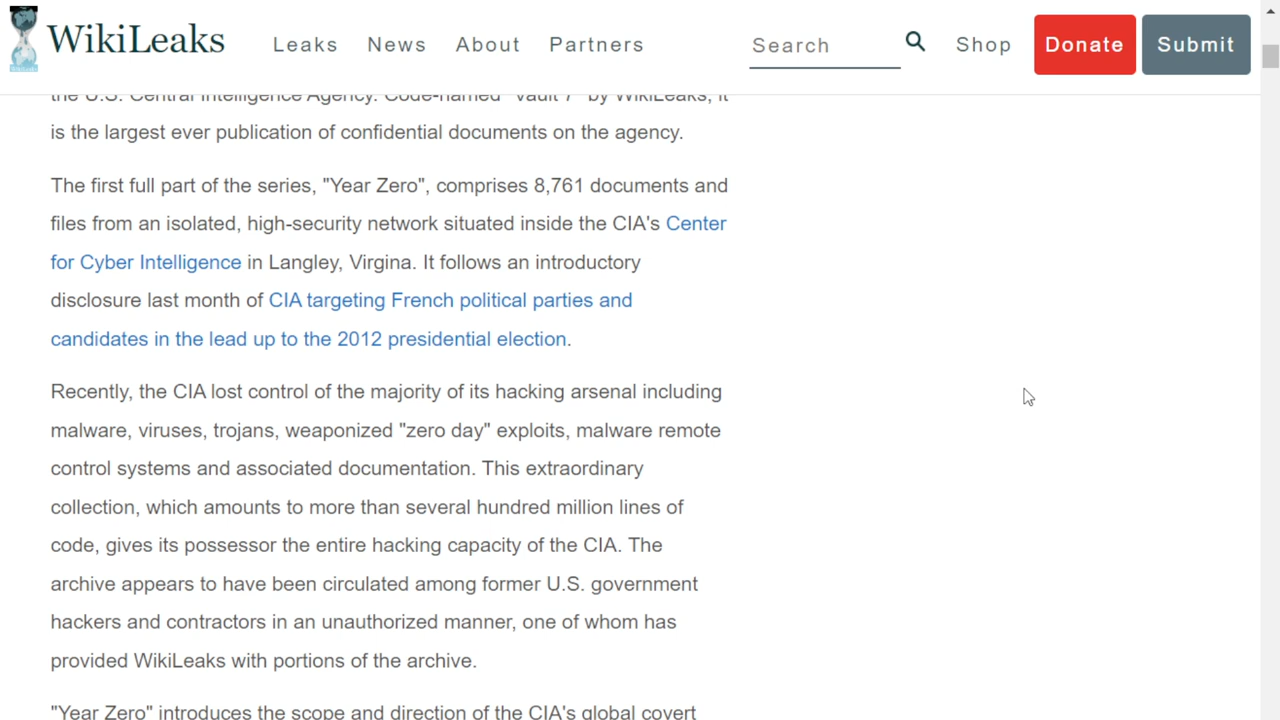 WikiLeaks
Leaks News About Partners
Search
Shop
Donate
Submit
the U.S. Central Intelligence Agency. Code-named "Vault 7" by WikiLeaks, it
is the largest ever publication of confidential documents on the agency.
The first full part of the series, "Year Zero", comprises 8,761 documents and
files from an isolated, high-security network situated inside the CIA's Center
for Cyber Intelligence in Langley, Virgina. It follows an introductory
disclosure last month of CIA targeting French political parties and
candidates in the lead up to the 2012 presidential election.
Recently, the CIA lost control of the majority of its hacking arsenal including
malware, viruses, trojans, weaponized "zero day" exploits, malware remote
control systems and associated documentation. This extraordinary
collection, which amounts to more than several hundred million lines of
code, gives its possessor the entire hacking capacity of the CIA. The
archive appears to have been circulated among former U.S. government
hackers and contractors in an unauthorized manner, one of whom has
provided WikiLeaks with portions of the archive.
"Year Zero" introduces the scope and direction of the CIA's global covert